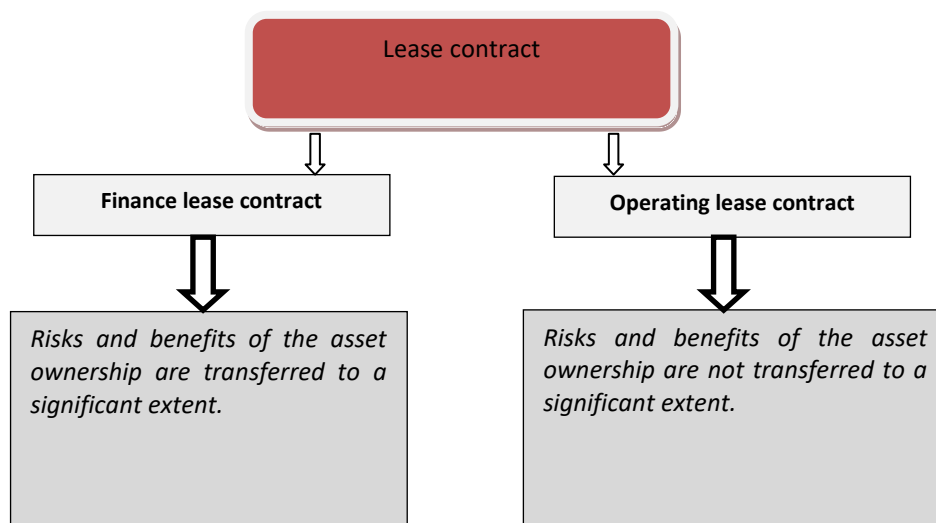 Lease contract
Finance lease contract
Operating lease contract
Risks and benefits of the asset
ownership are transferred to a
significant extent.
Risks and benefits of the asset
ownership are not transferred to a
significant extent.